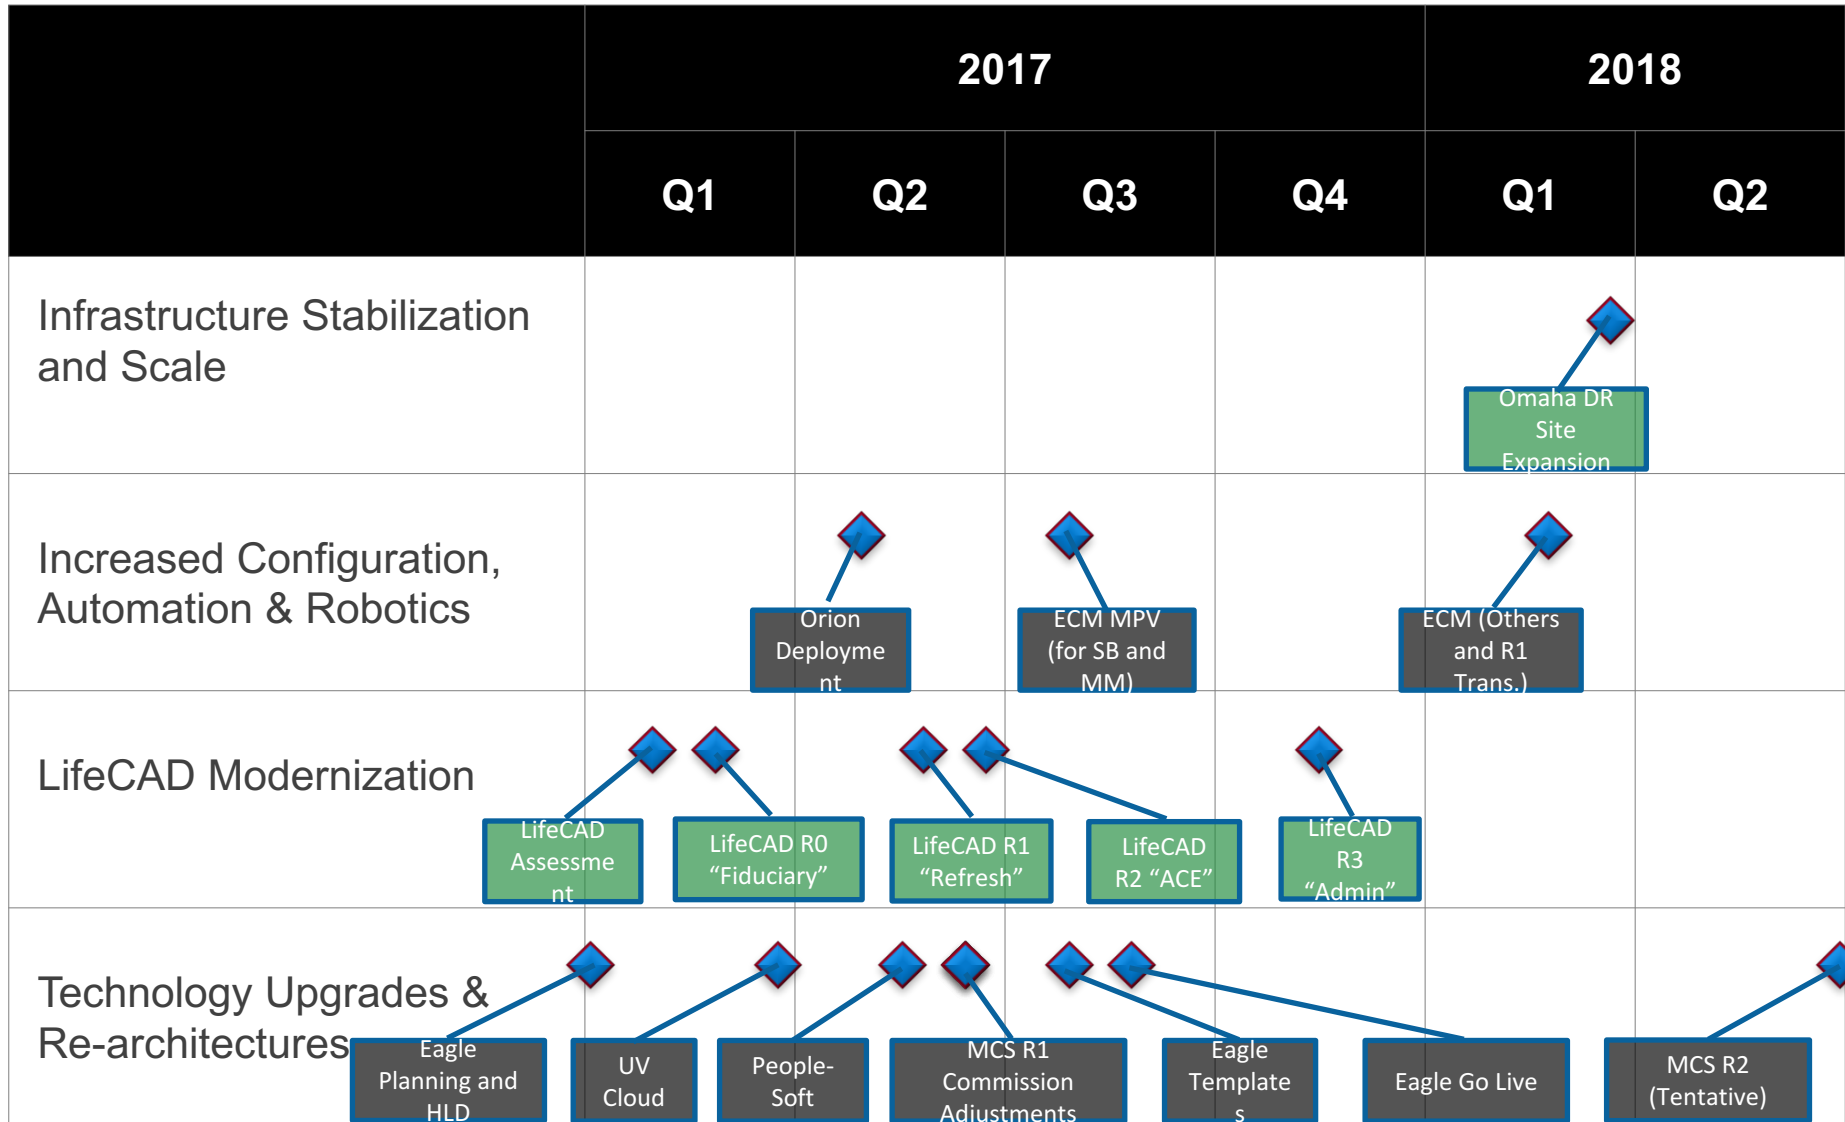 2017
2018
Q1
Q2
Q3
Q4
Q1
Q2
Infrastructure Stabilization
and Scale
Omaha DR
Site
Expansion
Increased Configuration,
Automation & Robotics
Orion
Deployme
nt
ECM MPV
(for SB and
MM)
ECM (Others
and R1
Trans.)
LifeCAD Modernization
LifeCAD
Assessme
nt
LifeCAD R0
“Fiduciary”
LifeCAD R1
“Refresh”
LifeCAD
R2 “ACE”
LifeCAD
R3
“Admin”
Technology Upgrades &
Re-architectures
Eagle
Planning and
HLD
UV
Cloud
People-
Soft
MCS R1
Commission
Adjustments
Eagle
Template
s
Eagle Go Live
MCS R2
(Tentative)